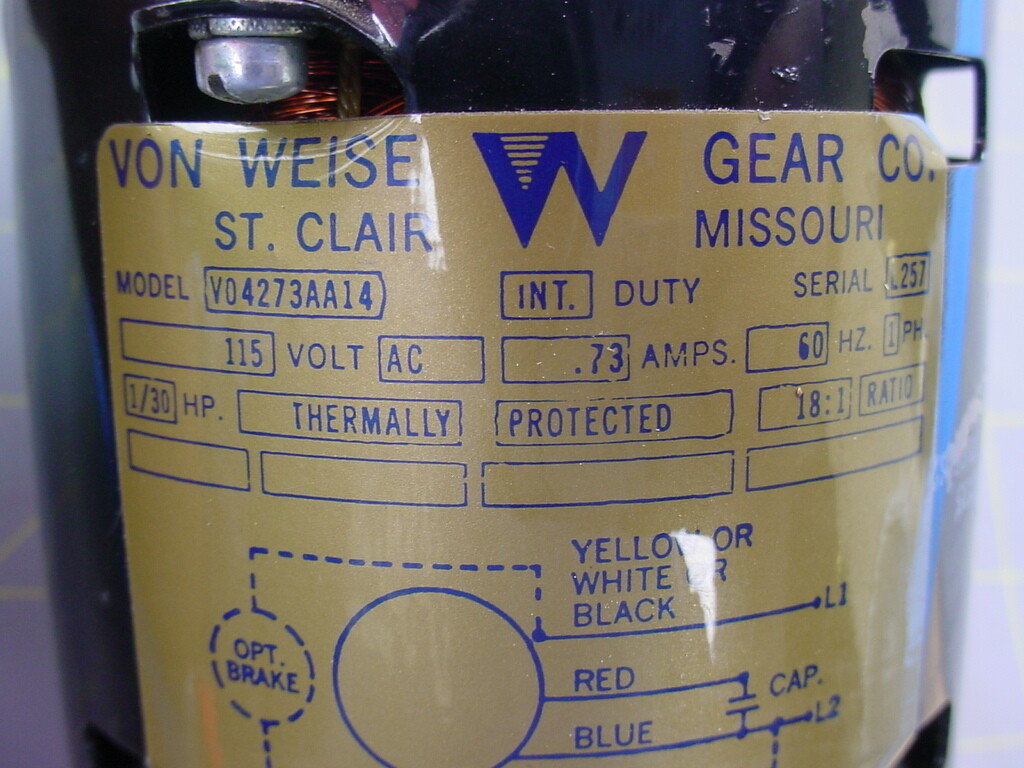 VON WEISE W GEAR CO.
ST. CLAIR MISSOURI
MODEL V04273AA14 INT. DUTY SERIAL L257
115 VOLT AC .73 AMPS. 60 HZ. 1 PH.
1/30 HP. THERMALLY PROTECTED 18:1 RATIO
YELLOW OR
WHITE OR
BLACK
L1
OPT.
BRAKE
RED
CAP.
BLUE
L2